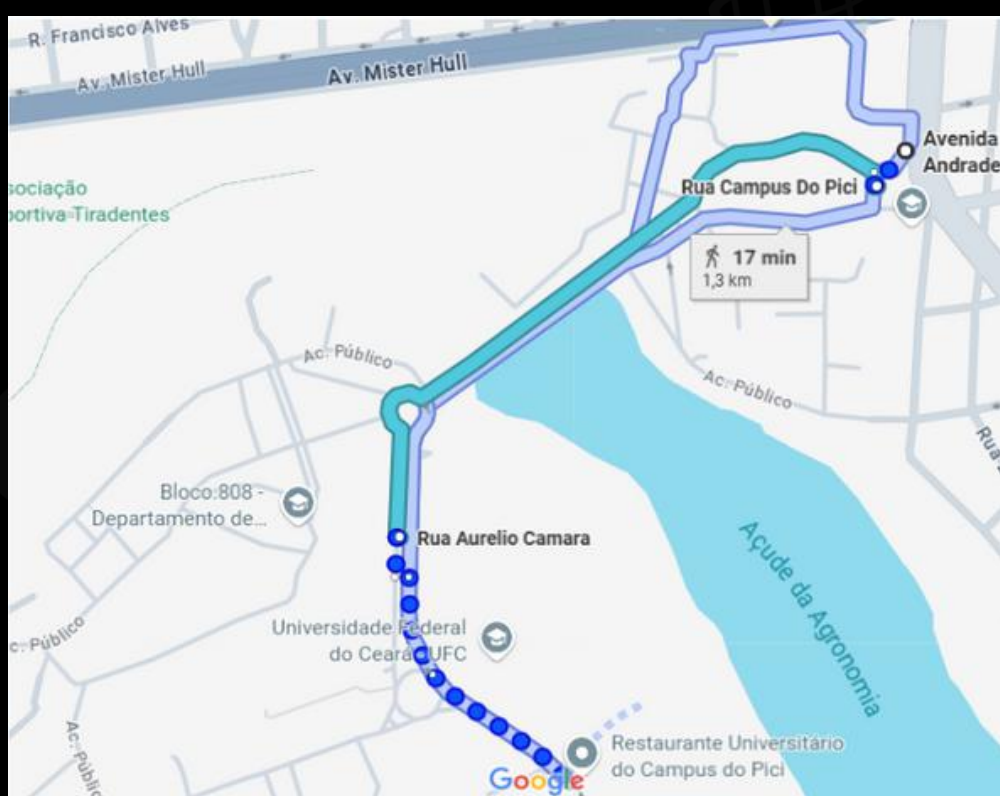 R. Francisco Alves
Av. Mister Hull
Av. Mister Hull
Avenida
Andrade
sociação
portiva Tiradentes
Rua Campus Do Pici
17 min
1,3 km
Ac. Público
Ac. Público
Rua
Bloco 808 -
Departamento de...
Rua Aurelio Camara
Açude da Agronomia
c. Público
Universidade Federal
do Ceará - UFC
Ac. Público
Restaurante Universitário
do Campus do Pici
Google